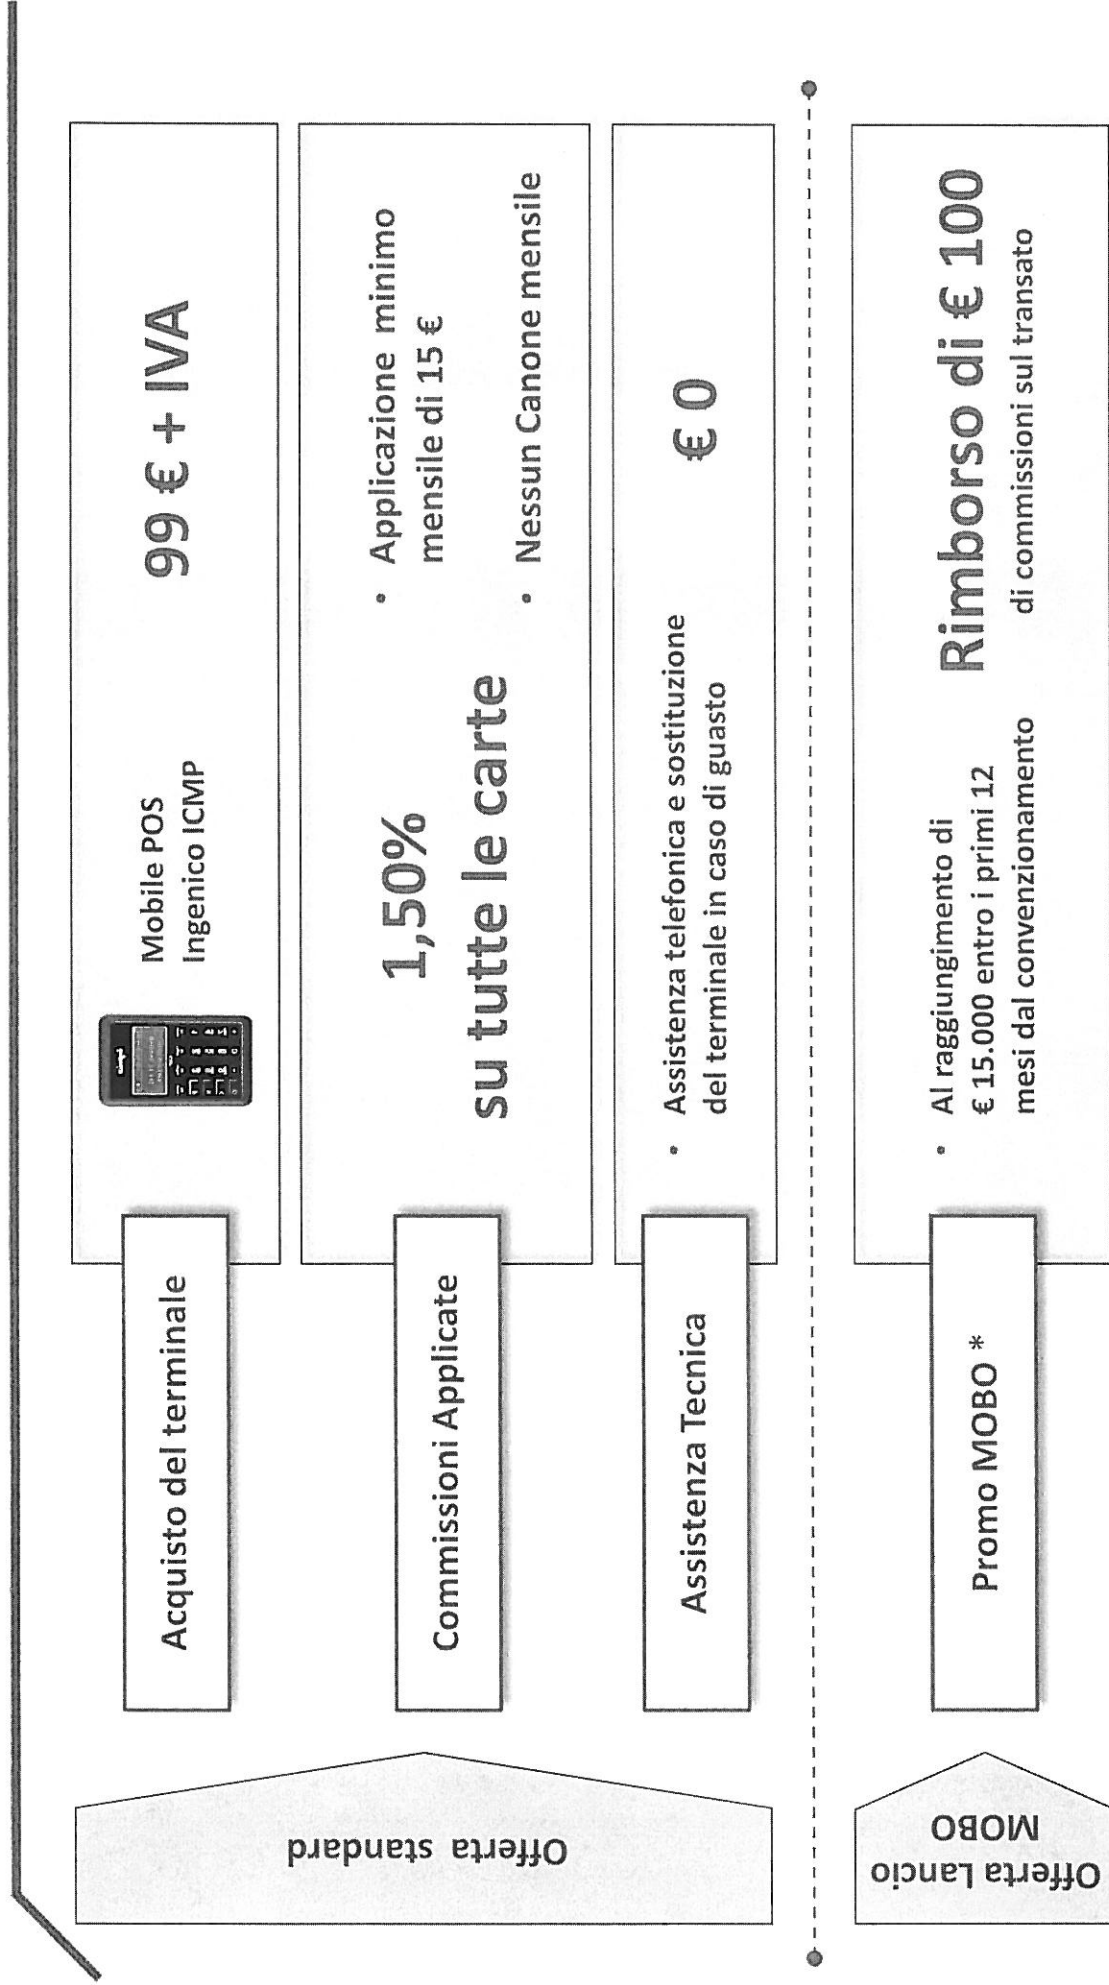 Offerta standard
Acquisto del terminale
Mobile POS
Ingenico ICMP
99 € + IVA
Commissioni Applicate
1,50%
su tutte le carte
• Applicazione minimo
mensile di 15 €
• Nessun Canone mensile
Assistenza Tecnica
• Assistenza telefonica e sostituzione
del terminale in caso di guasto
€ 0
Offerta Lancio
MOBO
Promo MOBO *
• Al raggiungimento di
€ 15.000 entro i primi 12
mesi dal convenzionamento
Rimborso di € 100
di commissioni sul transato